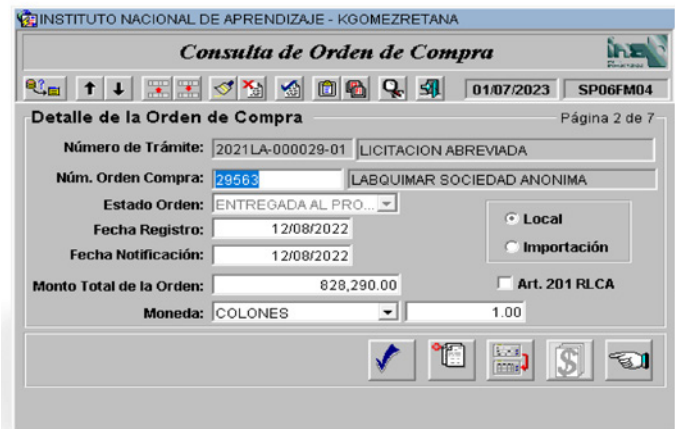 INSTITUTO NACIONAL DE APRENDIZAJE - KGOMEZRETANA
Consulta de Orden de Compra
ina
01/07/2023 SP06FM04
Detalle de la Orden de Compra Página 2 de 7
Número de Trámite: 2021LA-000029-01 LICITACION ABREVIADA
Núm. Orden Compra: 29563 LABQUIMAR SOCIEDAD ANONIMA
Estado Orden: ENTREGADA AL PRO...
Local
Fecha Registro: 12/08/2022
Importación
Fecha Notificación: 12/08/2022
Monto Total de la Orden: 828,290.00 Art. 201 RLCA
Moneda: COLONES 1.00